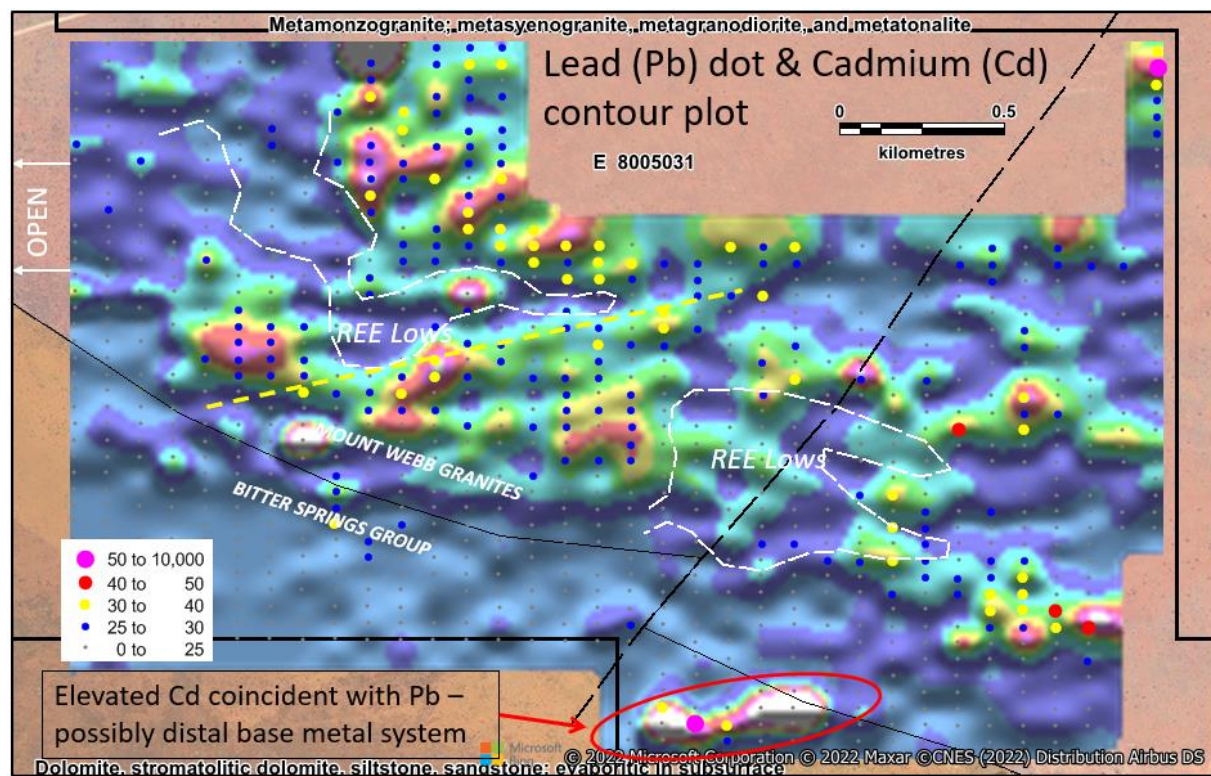 Metamonzogranite; metasyenogranite, metagranodiorite, and metatonalite
Lead (Pb) dot & Cadmium (Cd)
contour plot
0 0.5
kilometres
E 8005031
OPEN
REE Lows
REE Lows
MOUNT WEBB GRANITES
BITTER SPRINGS GROUP
50 to 10,000
40 to 50
30 to 40
25 to 30
0 to 25
Elevated Cd coincident with Pb –
possibly distal base metal system
Microsoft
Bing
© 2022 Microsoft Corporation © 2022 Maxar ©CNES (2022) Distribution Airbus DS
Dolomite, stromatolitic dolomite, siltstone, sandstone; evaporitic in subsurface